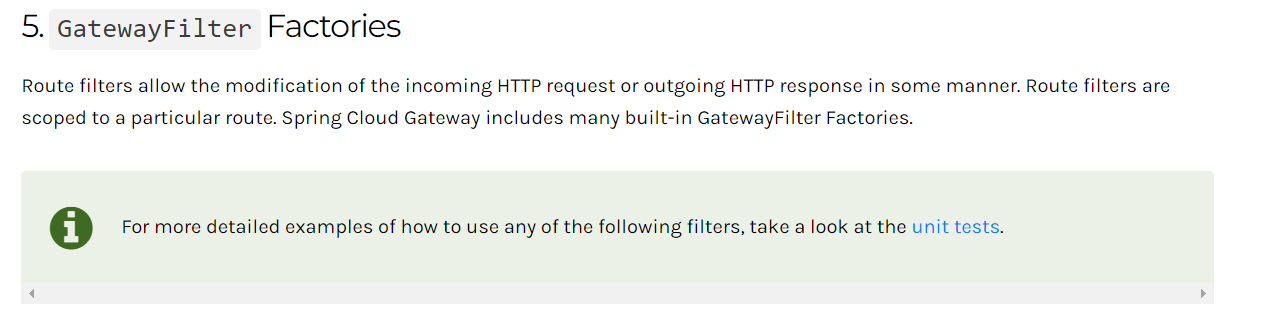 5. GatewayFilter Factories
Route filters allow the modification of the incoming HTTP request or outgoing HTTP response in some manner. Route filters are
scoped to a particular route. Spring Cloud Gateway includes many built-in GatewayFilter Factories.
For more detailed examples of how to use any of the following filters, take a look at the unit tests.